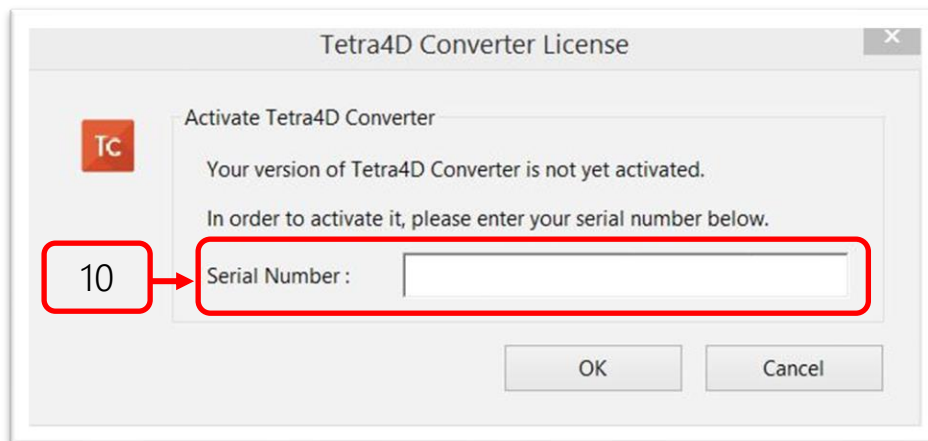 Tetra4D Converter License
Activate Tetra4D Converter
TC
Your version of Tetra4D Converter is not yet activated.
In order to activate it, please enter your serial number below.
10
Serial Number :
OK
Cancel